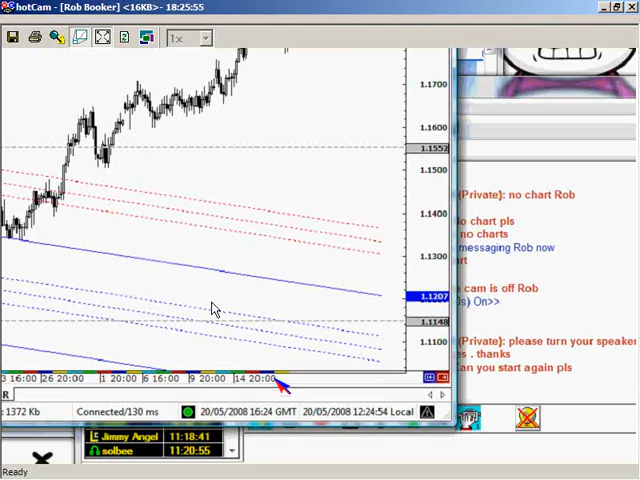 hotCam - [Rob Booker] <16KB> - 18:25:55
1x
1.1700
1.1600
1.1552
1.1500
1.1400
1.1300
1.1207
1.1148
1.1100
3 16:00 26 20:00 1 20:00 6 16:00 9 20:00 14 20:00
R
: 1372 Kb Connected/130 ms 20/05/2008 16:24 GMT 20/05/2008 12:24:54 Local
(Private): no chart Rob
o chart pls
no charts
messaging Rob now
art
cam is off Rob
0s) On>>
(Private): please turn your speaker
es . thanks
Can you start again pls
Jimmy Angel 11:18:41
solbee 11:20:55
Ready